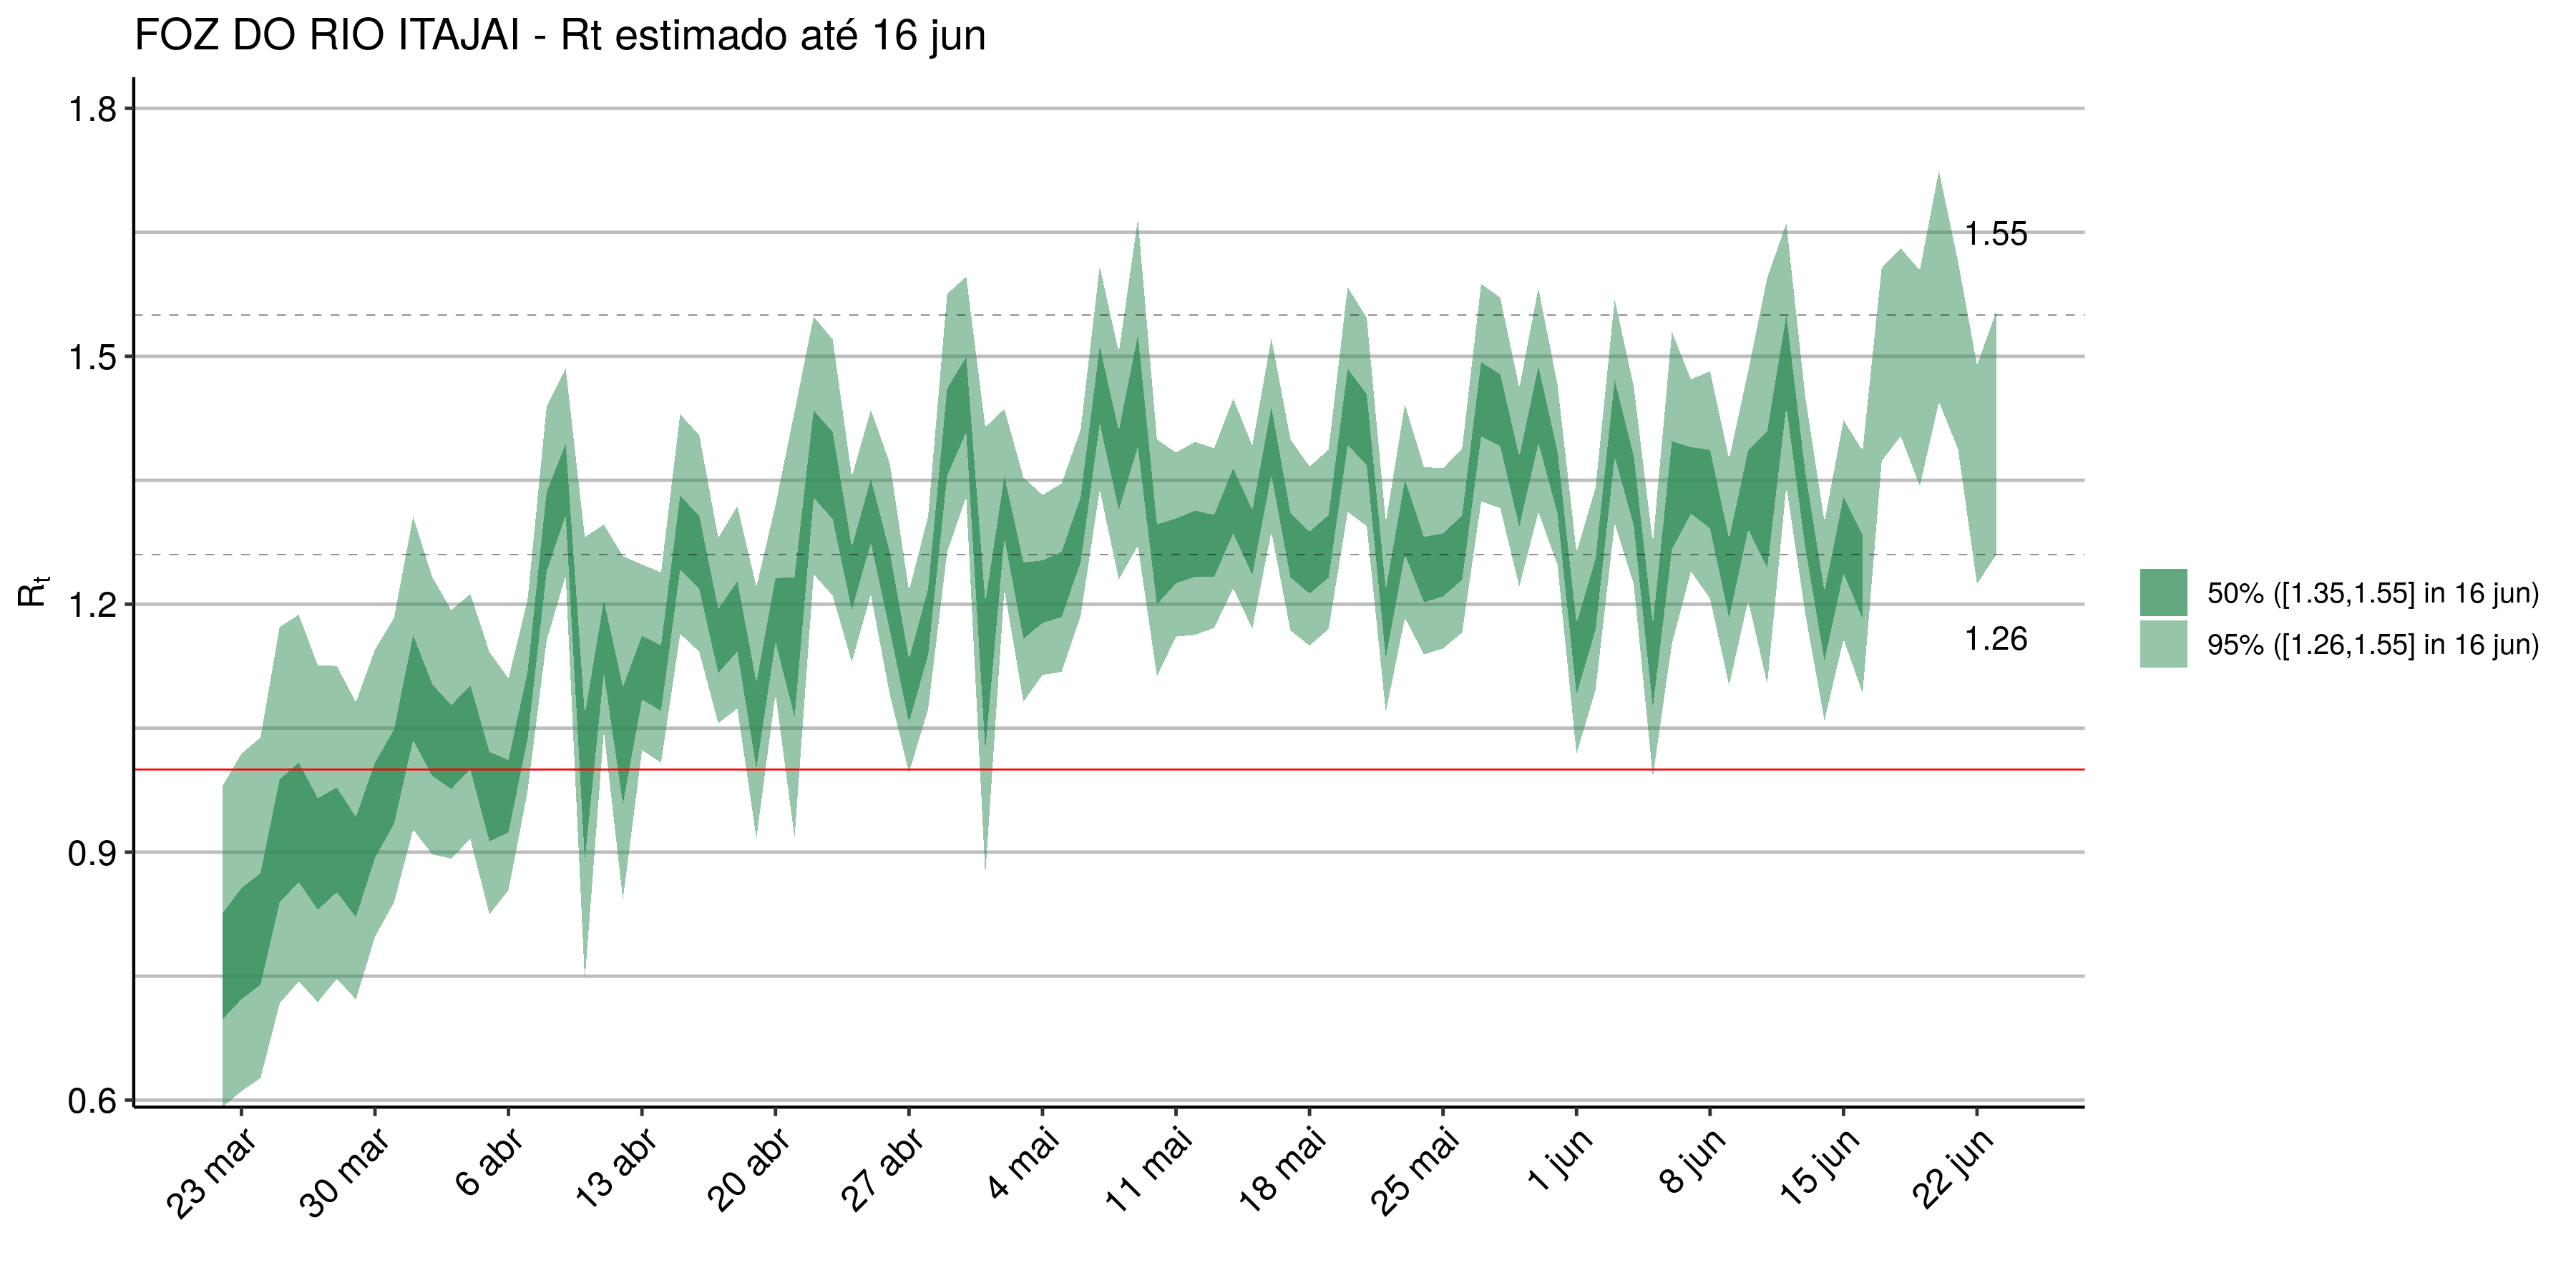 FOZ DO RIO ITAJAI - Rt estimado até 16 jun
1.8
1.5
1.2
0.9
0.6
Rt
1.55
1.26
23 mar
30 mar
6 abr
13 abr
20 abr
27 abr
4 mai
11 mai
18 mai
25 mai
1 jun
8 jun
15 jun
22 jun
50% ([1.35,1.55] in 16 jun)
95% ([1.26,1.55] in 16 jun)